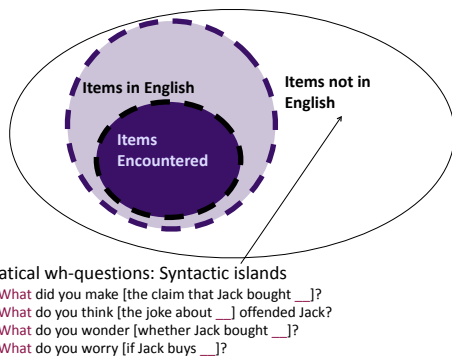 Items in English
Items not in
English
Items
Encountered
atical wh-questions: Syntactic islands
What did you make [the claim that Jack bought __]?
What do you think [the joke about __] offended Jack?
What do you wonder [whether Jack bought __]?
What do you worry [if Jack buys __]?